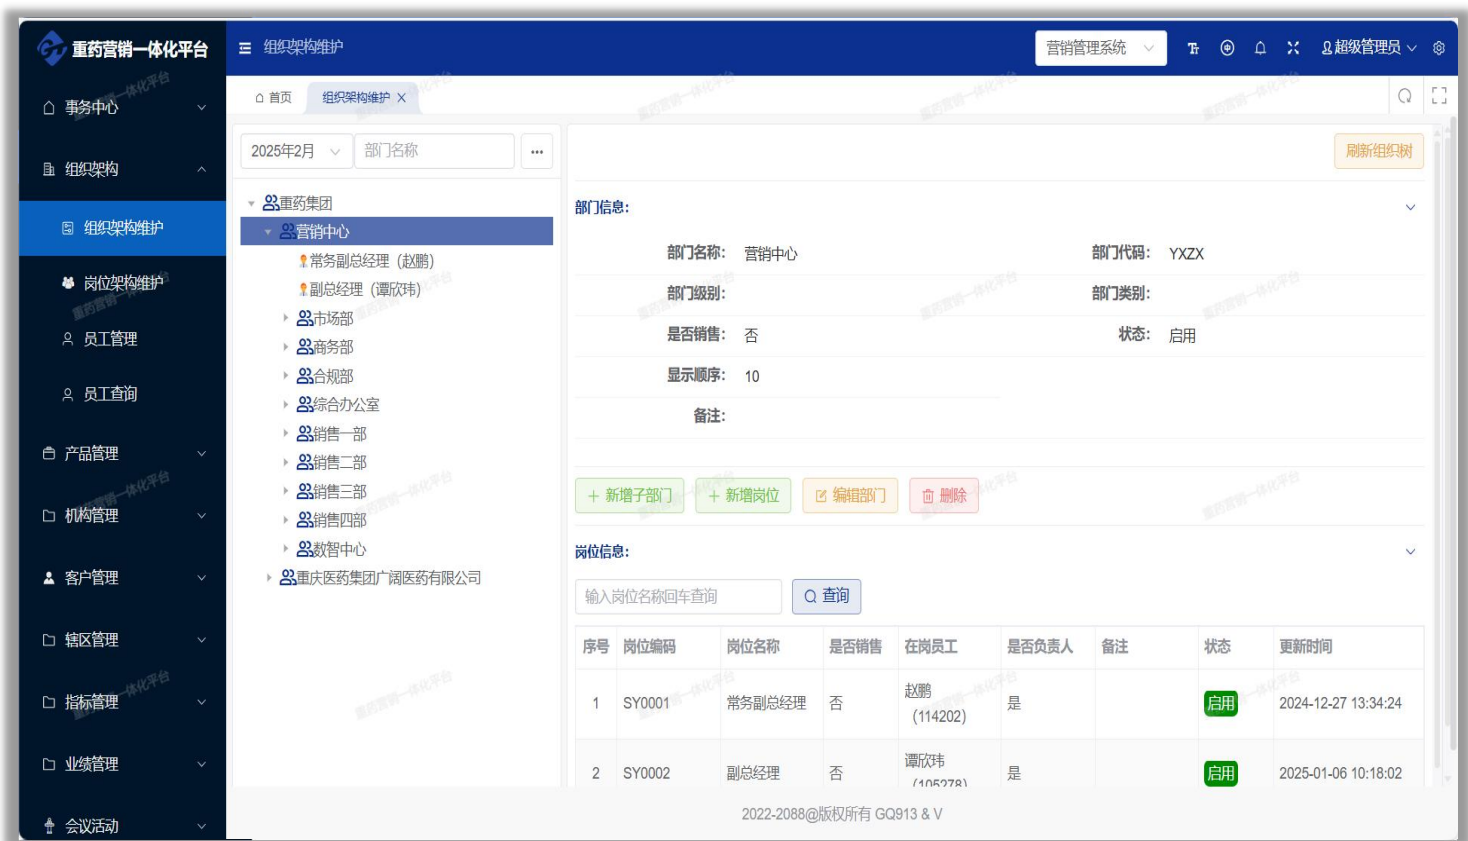 重药营销一体化平台
组织架构维护
营销管理系统
超级管理员
事务中心
组织架构
组织架构维护
岗位架构维护
员工管理
员工查询
产品管理
机构管理
客户管理
辖区管理
指标管理
业绩管理
会议活动
首页
组织架构维护 X
2025年2月
部门名称
...
重药集团
营销中心
常务副总经理（赵鹏）
副总经理（谭欣玮）
市场部
商务部
合规部
综合办公室
销售一部
销售二部
销售三部
销售四部
数智中心
重庆医药集团广阔医药有限公司
刷新组织树
部门信息:
部门名称: 营销中心 部门代码: YXZX
部门级别: 部门类别:
是否销售: 否 状态: 启用
显示顺序: 10
备注:
+ 新增子部门 + 新增岗位 编辑部门 删除
岗位信息:
输入岗位名称回车查询 查询
序号 岗位编码 岗位名称 是否销售 在岗员工 是否负责人 备注 状态 更新时间
1 SY0001 常务副总经理 否 赵鹏（114202） 是 启用 2024-12-27 13:34:24
2 SY0002 副总经理 否 谭欣玮（105278） 是 启用 2025-01-06 10:18:02
2022-2088@版权所有 GQ913 & V
重药营销一体化平台